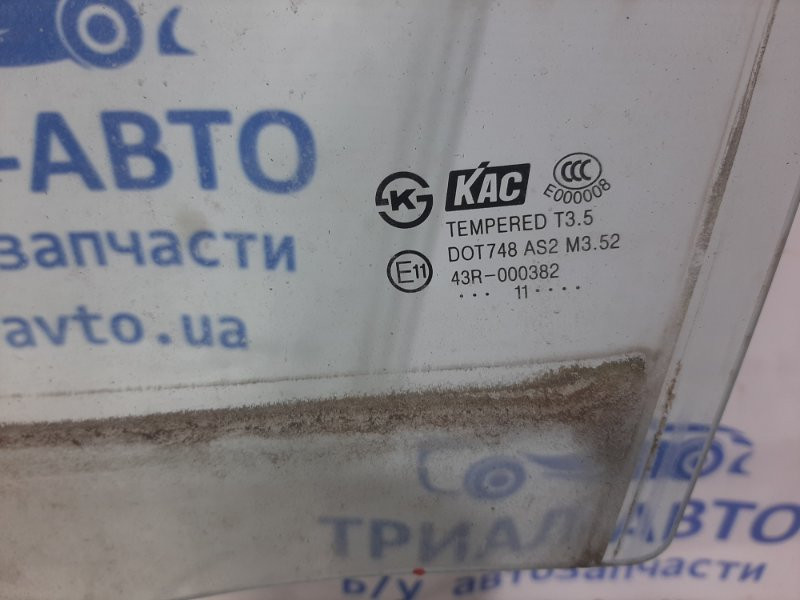 -АВТО
запчасти
avto.ua
K
KAC
CCC
E000008
TEMPERED T3.5
DOT748 AS2 M3.52
E11
43R-000382
... 11 ....
ТРИАЛ-АВТО
б/у автозапчасти